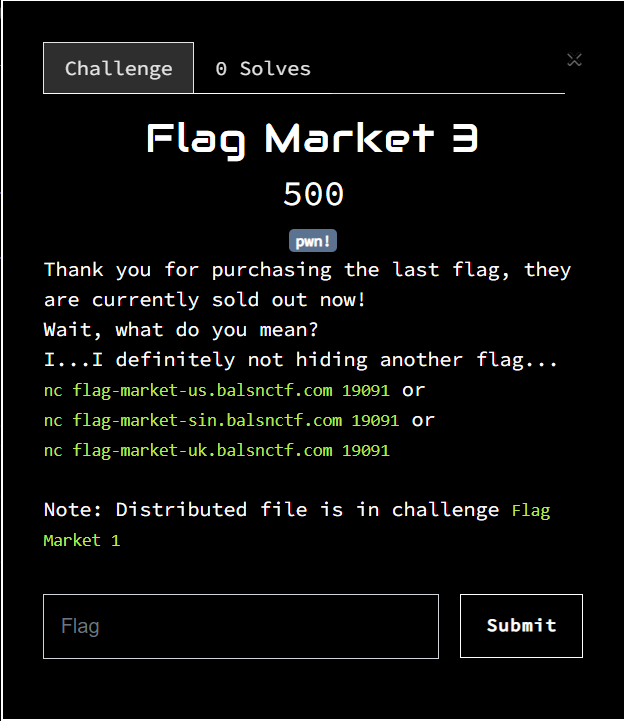 Challenge
0 Solves
Flag Market 3
500
pwn!
Thank you for purchasing the last flag, they
are currently sold out now!
Wait, what do you mean?
I...I definitely not hiding another flag...
nc flag-market-us.balsnctf.com 19091 or
nc flag-market-sin.balsnctf.com 19091 or
nc flag-market-uk.balsnctf.com 19091
Note: Distributed file is in challenge Flag
Market 1
Flag
Submit